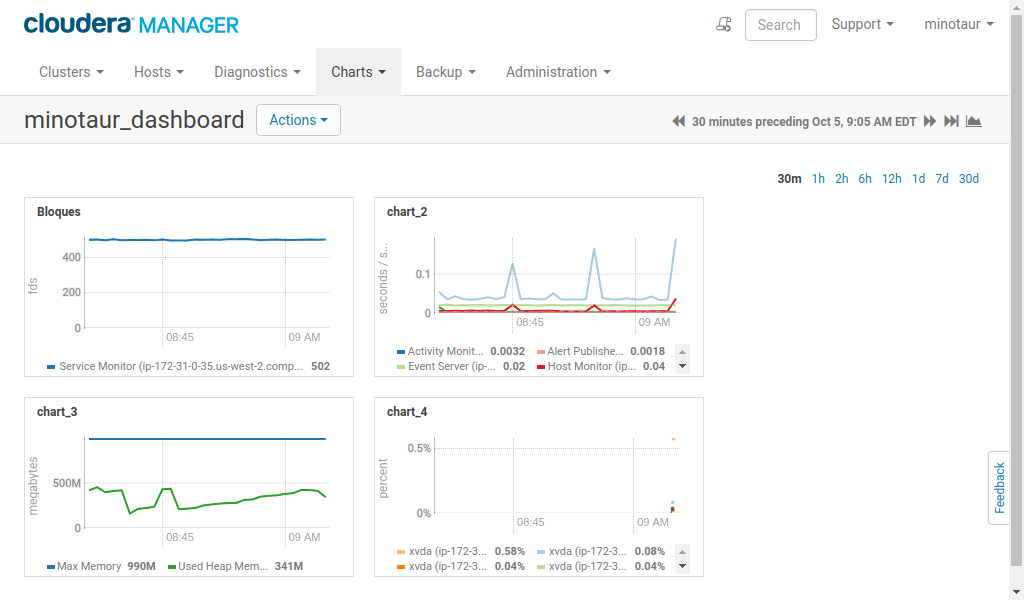 cloudera MANAGER
Search
Support
minotaur
Clusters
Hosts
Diagnostics
Charts
Backup
Administration
minotaur_dashboard
Actions
30 minutes preceding Oct 5, 9:05 AM EDT
30m 1h 2h 6h 12h 1d 7d 30d
Bloques
fds
400
200
0
08:45
09 AM
Service Monitor (ip-172-31-0-35.us-west-2.comp... 502
chart_2
seconds / s...
0.1
0
08:45
09 AM
Activity Monit... 0.0032 Alert Publishe... 0.0018
Event Server (ip-... 0.02 Host Monitor (ip... 0.04
chart_3
megabytes
500M
0
08:45
09 AM
Max Memory 990M Used Heap Mem... 341M
chart_4
percent
0.5%
0%
08:45
09 AM
xvda (ip-172-3... 0.58% xvda (ip-172-3... 0.08%
xvda (ip-172-3... 0.04% xvda (ip-172-3... 0.04%
Feedback